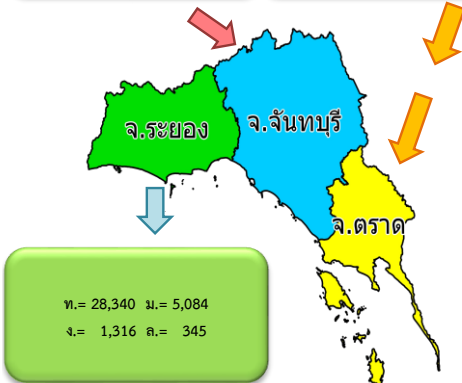 จ.ระยอง
จ.จันทบุรี
จ.ตราด
ท.= 28,340 ม.= 5,084
ง.= 1,316 ล.= 345